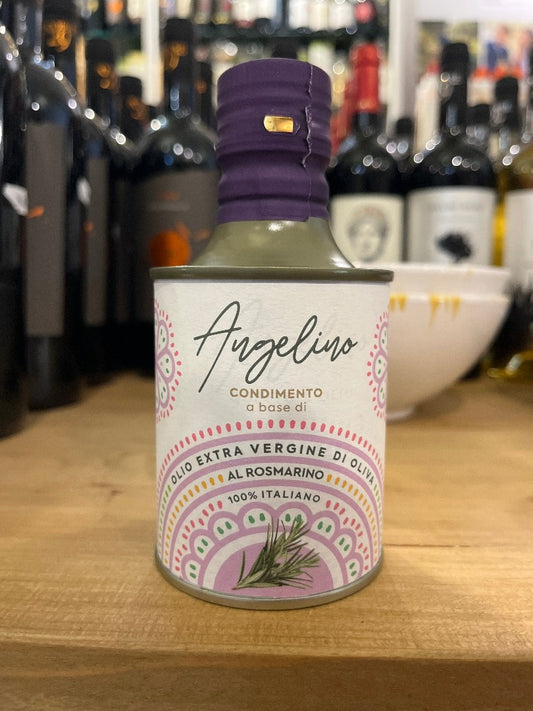 Angelino
CONDIMENTO
a base di
OLIO EXTRA VERGINE DI OLIVA
AL ROSMARINO
100% ITALIANO